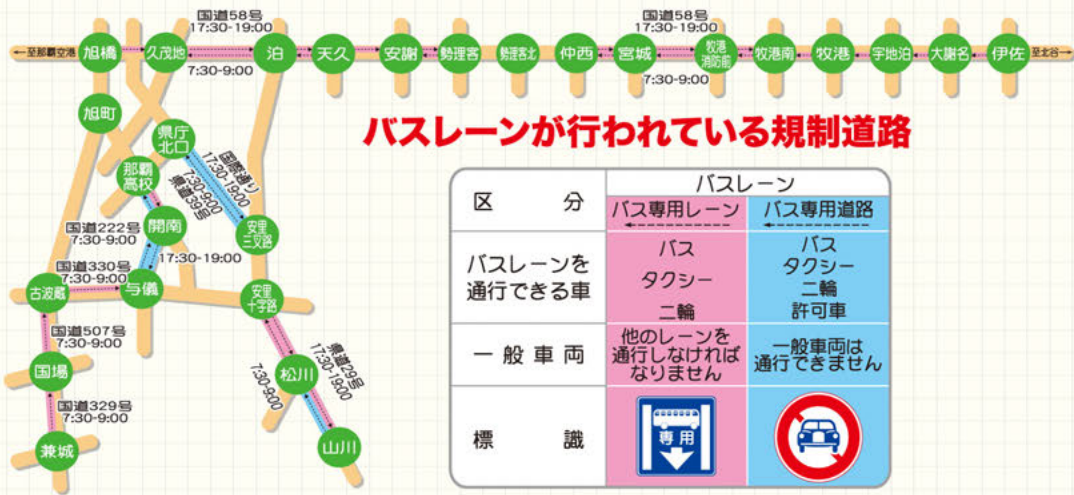 国道58号
17:30-19:00
国道58号
17:30-19:00
←至那覇空港
旭橋
久茂地
泊
天久
安謝
勢理客
勢理客北
仲西
宮城
牧港
消防前
牧港南
牧港
宇地泊
大謝名
伊佐
至北谷→
7:30-9:00
7:30-9:00
旭町
県庁
北口
バスレーンが行われている規制道路
那覇
高校
国際通り
17:30-19:00
7:30-9:00
県道39号
国道222号
7:30-9:00
開南
安里
三叉路
17:30-19:00
国道330号
7:30-9:00
古波蔵
与儀
安里
十字路
国道507号
7:30-9:00
国場
松川
県道29号
17:30-19:00
7:30-9:00
国道329号
7:30-9:00
兼城
山川
区 分
バスレーン
バス専用レーン
バス専用道路
バスレーンを
通行できる車
バス
タクシー
二輪
バス
タクシー
二輪
許可車
一般車両
他のレーンを
通行しなければ
なりません
一般車両は
通行できません
標 識
専用